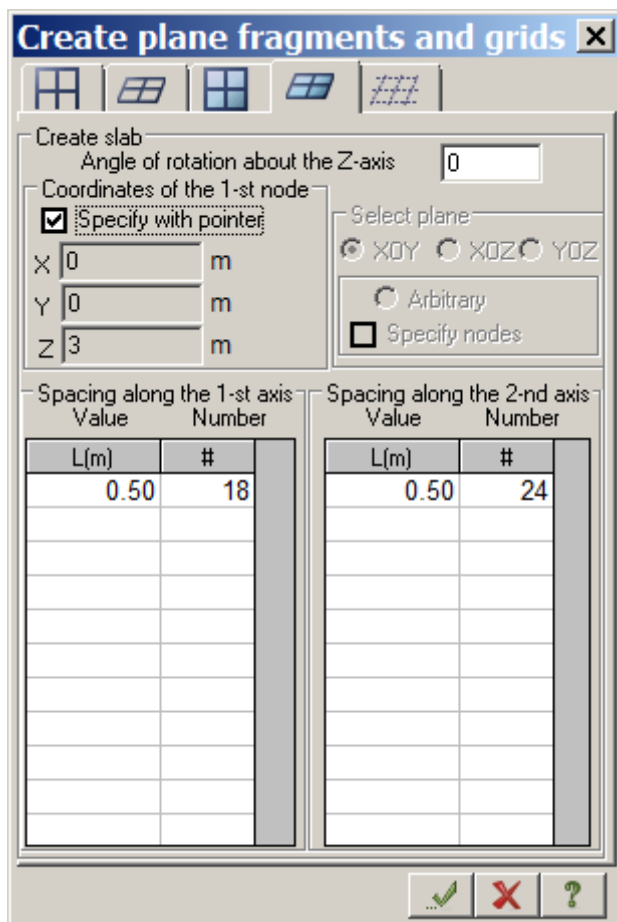 Create plane fragments and grids
Create slab
Angle of rotation about the Z-axis 0
Coordinates of the 1-st node
Specify with pointer
X 0 m
Y 0 m
Z 3 m
Select plane
XOY XOZ YOZ
Arbitrary
Specify nodes
Spacing along the 1-st axis
Value Number
L(m) #
0.50 18
Spacing along the 2-nd axis
Value Number
L(m) #
0.50 24
?